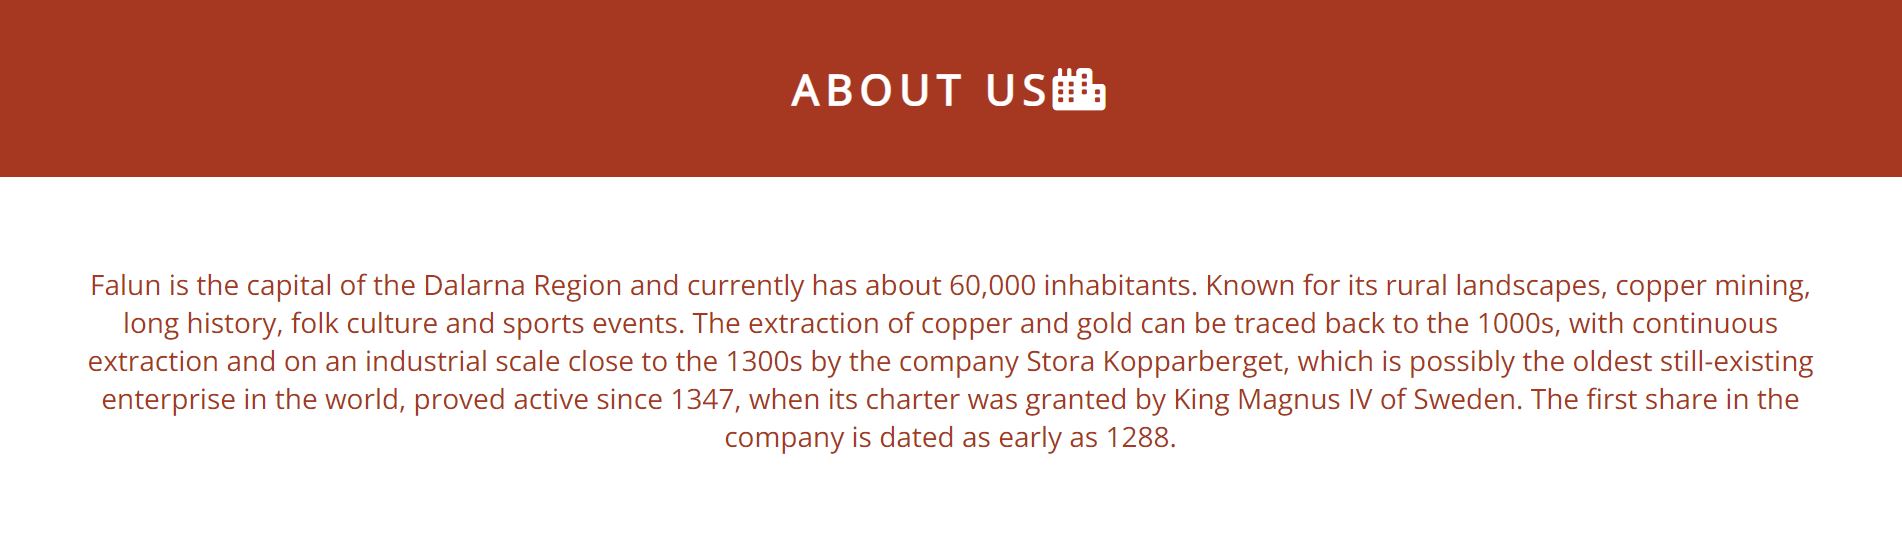 ABOUT US
Falun is the capital of the Dalarna Region and currently has about 60,000 inhabitants. Known for its rural landscapes, copper mining,
long history, folk culture and sports events. The extraction of copper and gold can be traced back to the 1000s, with continuous
extraction and on an industrial scale close to the 1300s by the company Stora Kopparberget, which is possibly the oldest still-existing
enterprise in the world, proved active since 1347, when its charter was granted by King Magnus IV of Sweden. The first share in the
company is dated as early as 1288.